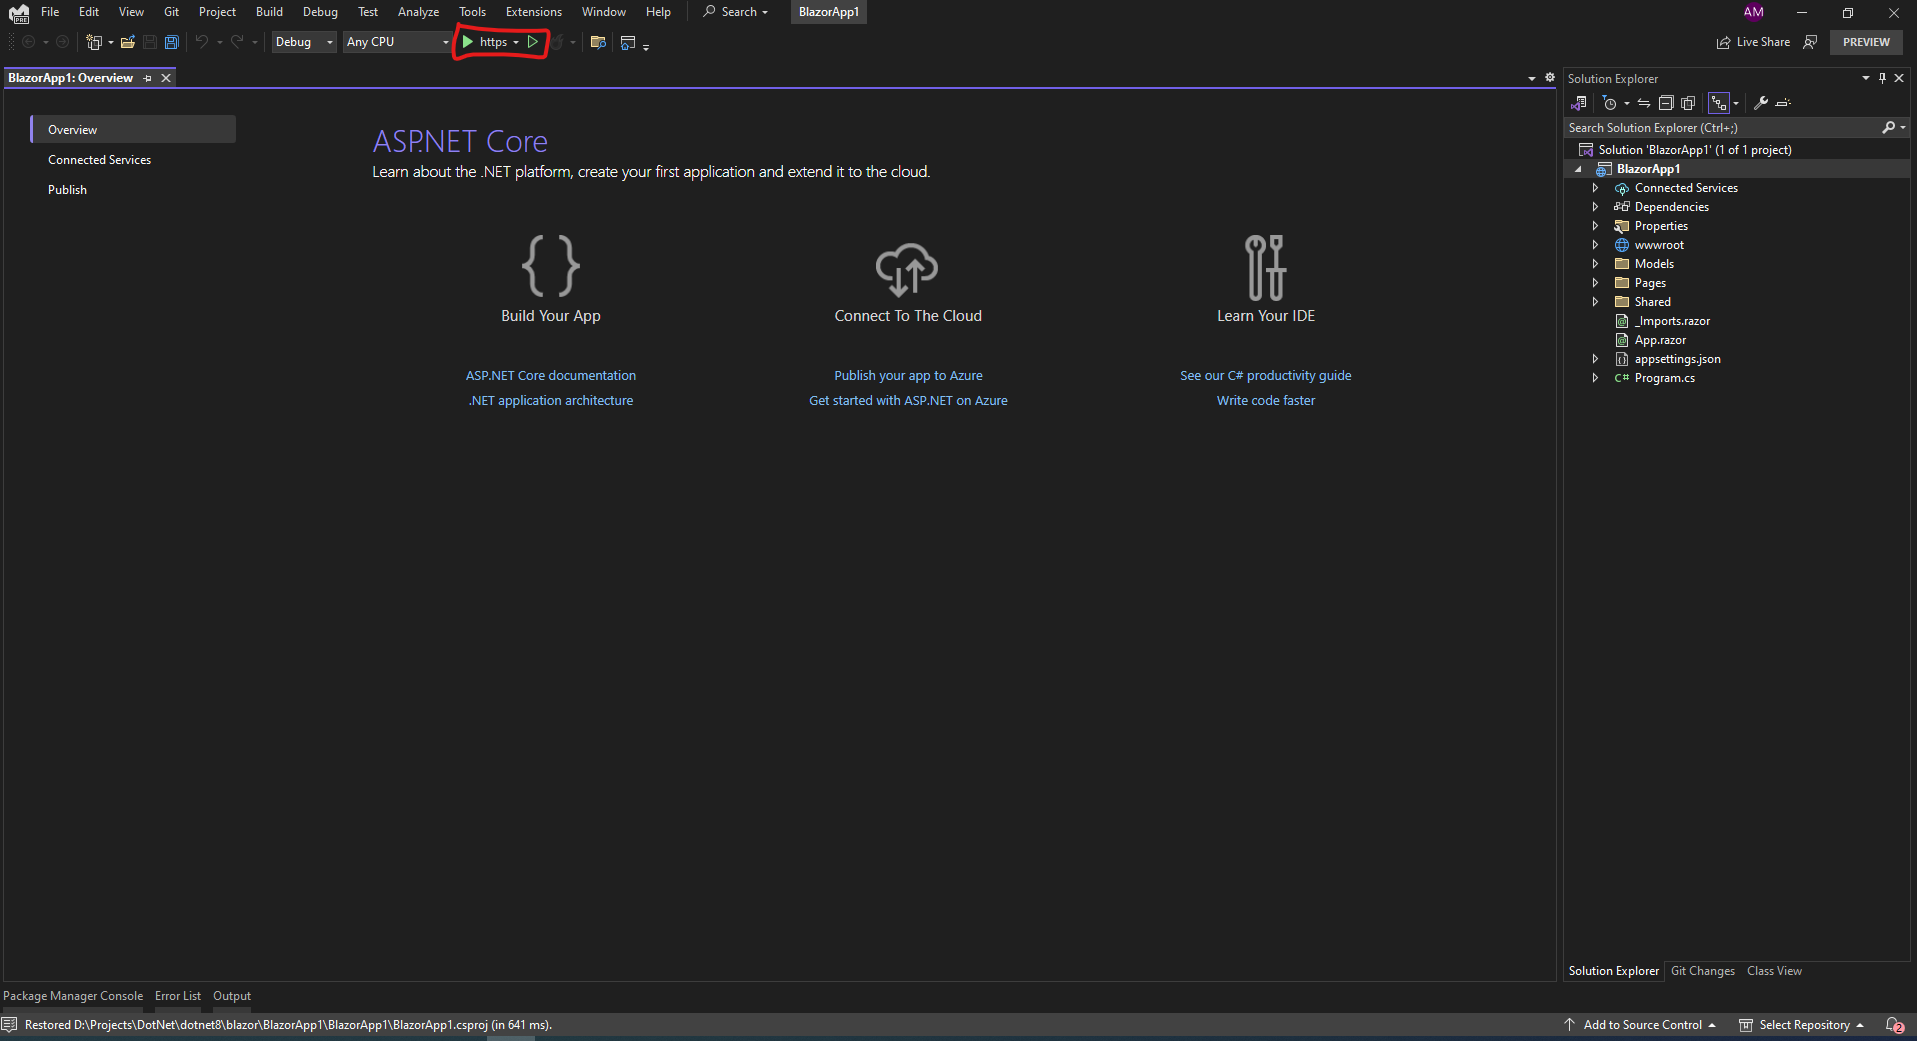 File Edit View Git Project Build Debug Test Analyze Tools Extensions Window Help Search BlazorApp1 AM
PRE
Debug Any CPU https Live Share PREVIEW
BlazorApp1: Overview
Overview
Connected Services
Publish
ASP.NET Core
Learn about the .NET platform, create your first application and extend it to the cloud.
Build Your App
Connect To The Cloud
Learn Your IDE
ASP.NET Core documentation
.NET application architecture
Publish your app to Azure
Get started with ASP.NET on Azure
See our C# productivity guide
Write code faster
Solution Explorer
Search Solution Explorer (Ctrl+;)
Solution 'BlazorApp1' (1 of 1 project)
BlazorApp1
Connected Services
Dependencies
Properties
wwwroot
Models
Pages
Shared
_Imports.razor
App.razor
appsettings.json
C# Program.cs
Solution Explorer Git Changes Class View
Package Manager Console Error List Output
Restored D:\Projects\DotNet\dotnet8\blazor\BlazorApp1\BlazorApp1\BlazorApp1.csproj (in 641 ms).
Add to Source Control Select Repository 2